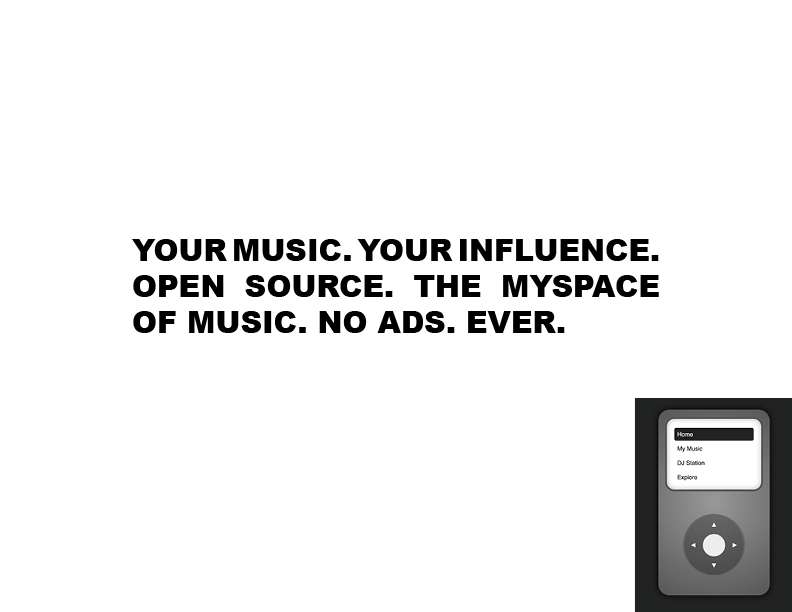 YOUR MUSIC. YOUR INFLUENCE.
OPEN SOURCE. THE MYSPACE
OF MUSIC. NO ADS. EVER.
Home
My Music
DJ Station
Explore